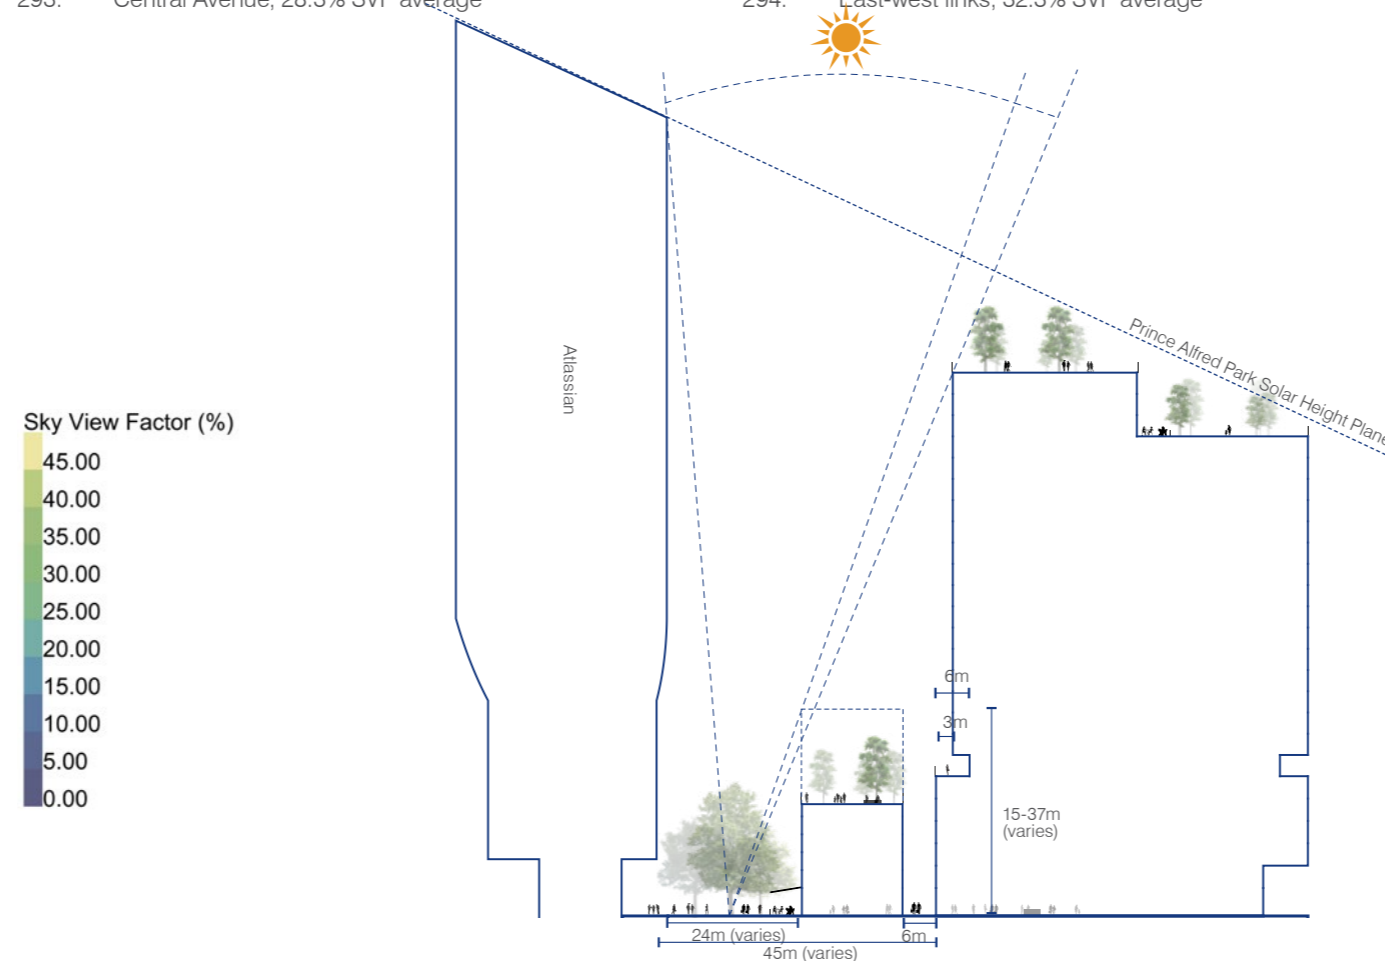 293. Central Avenue, 28.3% SVF average
294. East-west links, 32.3% SVF average
Atlassian
Prince Alfred Park Solar Height Plane
Sky View Factor (%)
45.00
40.00
35.00
30.00
25.00
20.00
15.00
10.00
5.00
0.00
6m
3m
15-37m
(varies)
24m (varies)
6m
45m (varies)